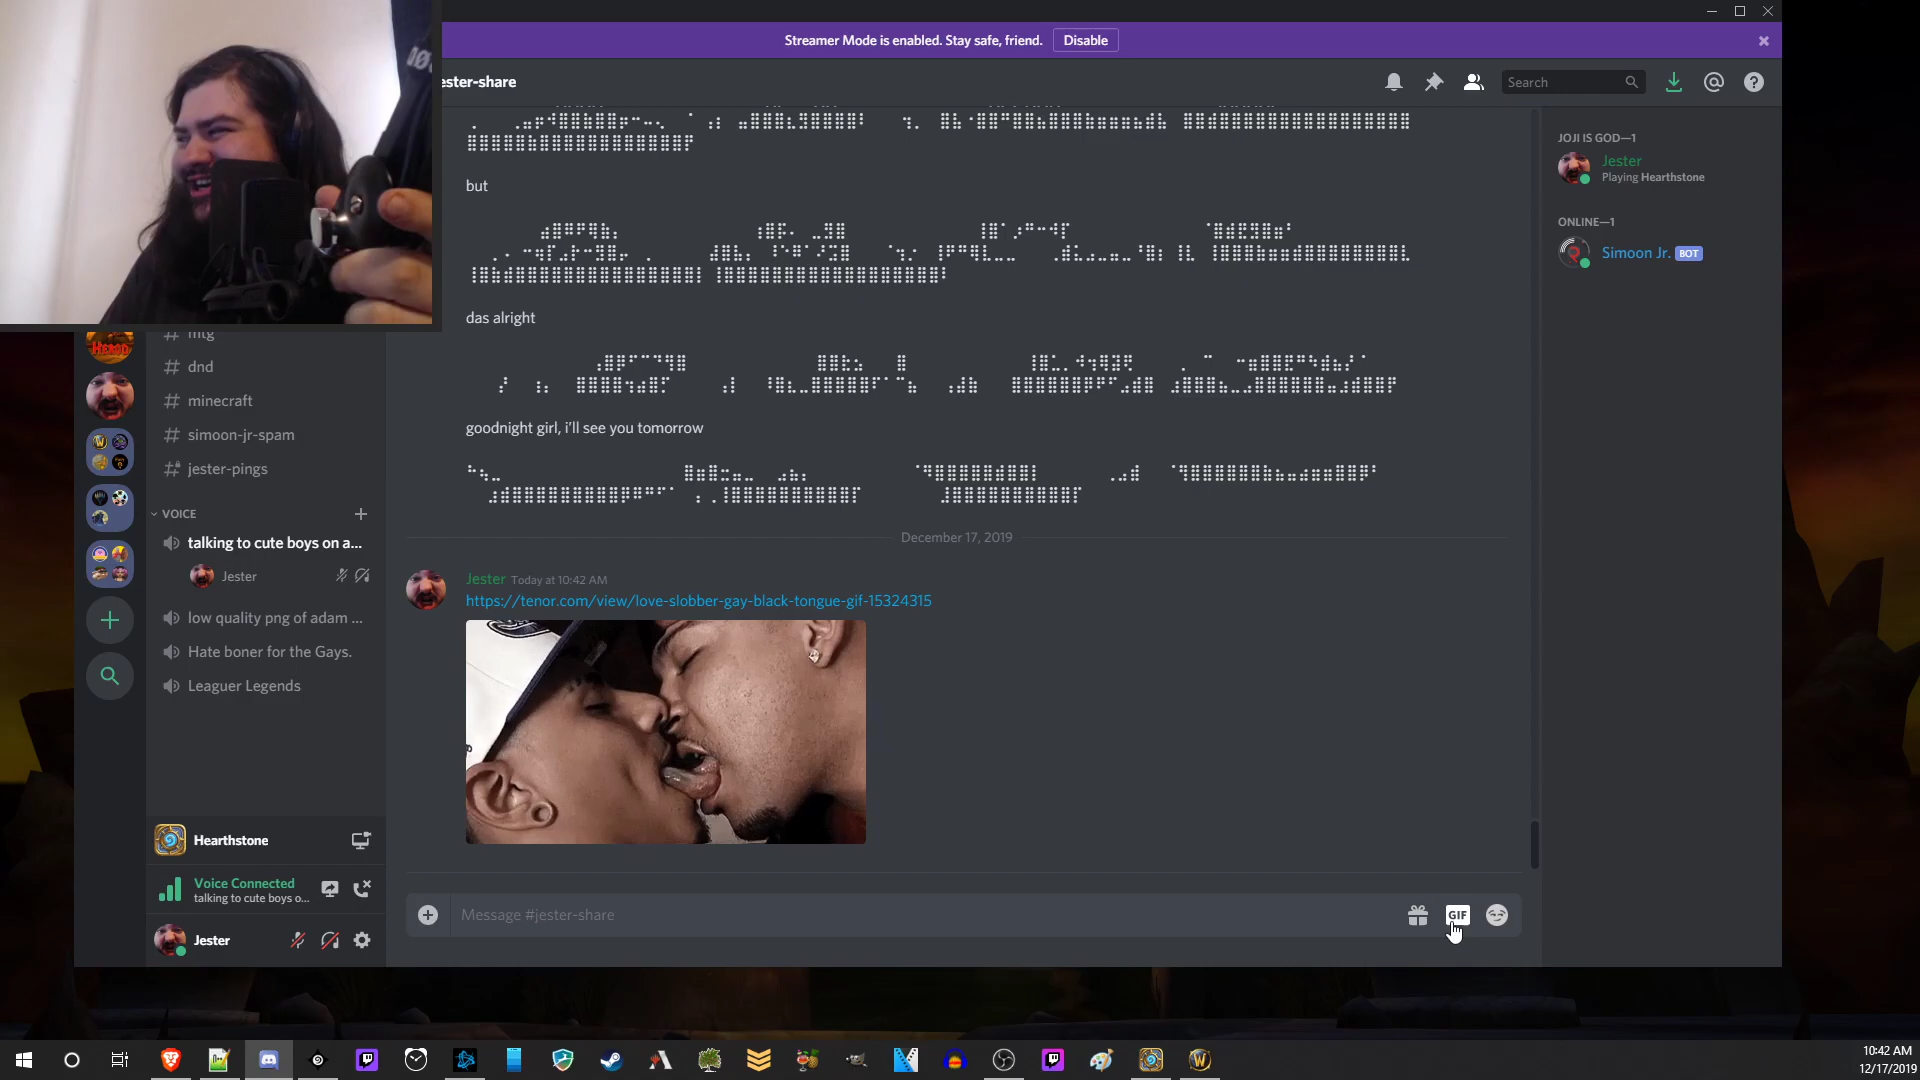 Streamer Mode is enabled. Stay safe, friend.
Disable
ester-share
Search
but
das alright
goodnight girl, i'll see you tomorrow
December 17, 2019
Jester Today at 10:42 AM
https://tenor.com/view/love-slobber-gay-black-tongue-gif-15324315
Message #jester-share
GIF
JOJI IS GOD—1
Jester
Playing Hearthstone
ONLINE—1
Simoon Jr. BOT
# mtg
# dnd
# minecraft
# simoon-jr-spam
# jester-pings
VOICE
talking to cute boys on a...
Jester
low quality png of adam ...
Hate boner for the Gays.
Leaguer Legends
Hearthstone
Voice Connected
talking to cute boys o...
Jester
10:42 AM
12/17/2019